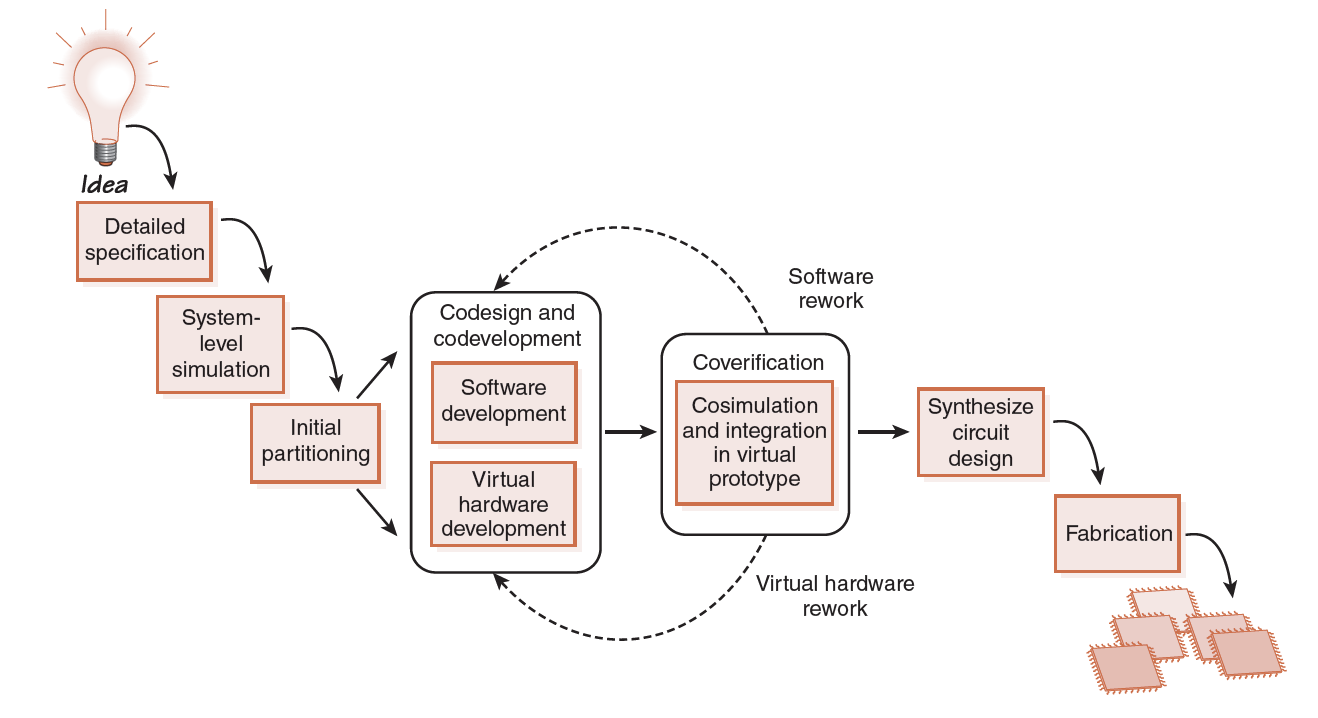 Idea
Detailed
specification
System-
level
simulation
Initial
partitioning
Codesign and
codevelopment
Software
development
Virtual
hardware
development
Software
rework
Coverification
Cosimulation
and integration
in virtual
prototype
Virtual hardware
rework
Synthesize
circuit
design
Fabrication